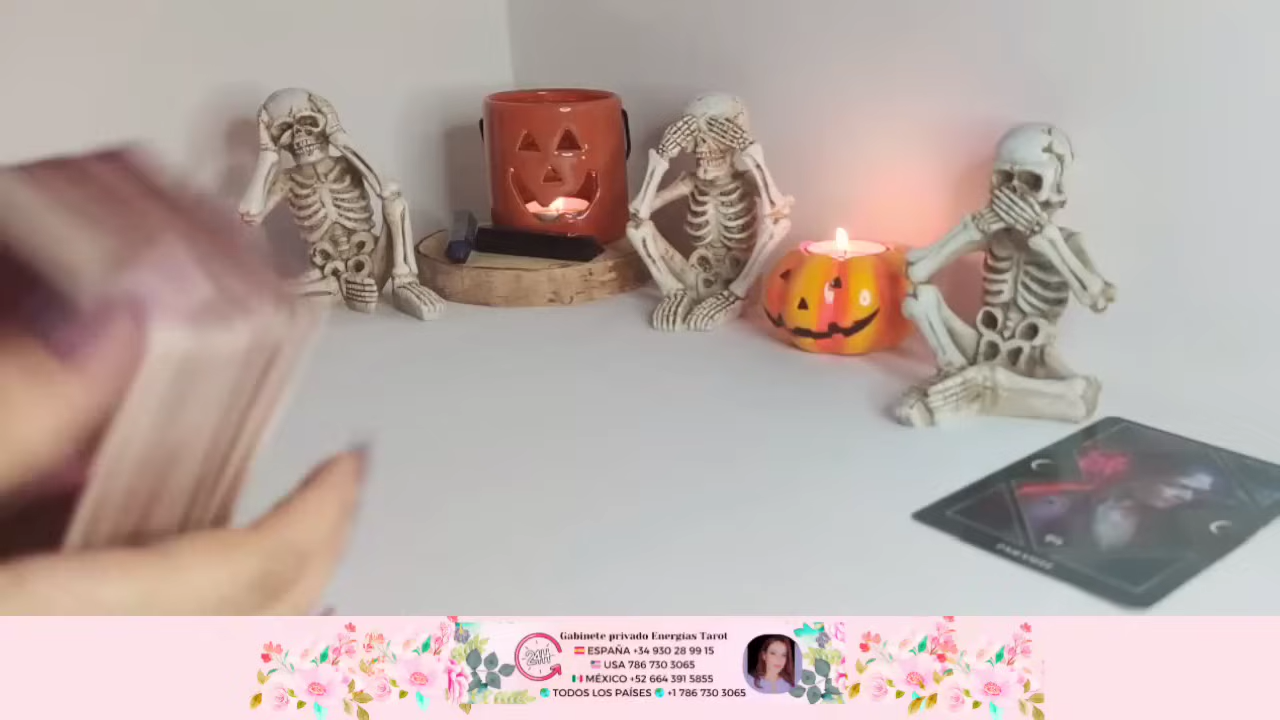 Gabinete privado Energías Tarot
24H
🇪🇸 ESPAÑA +34 930 28 99 15
🇺🇸 USA 786 730 3065
🇲🇽 MÉXICO +52 664 391 5855
TODOS LOS PAÍSES +1 786 730 3065